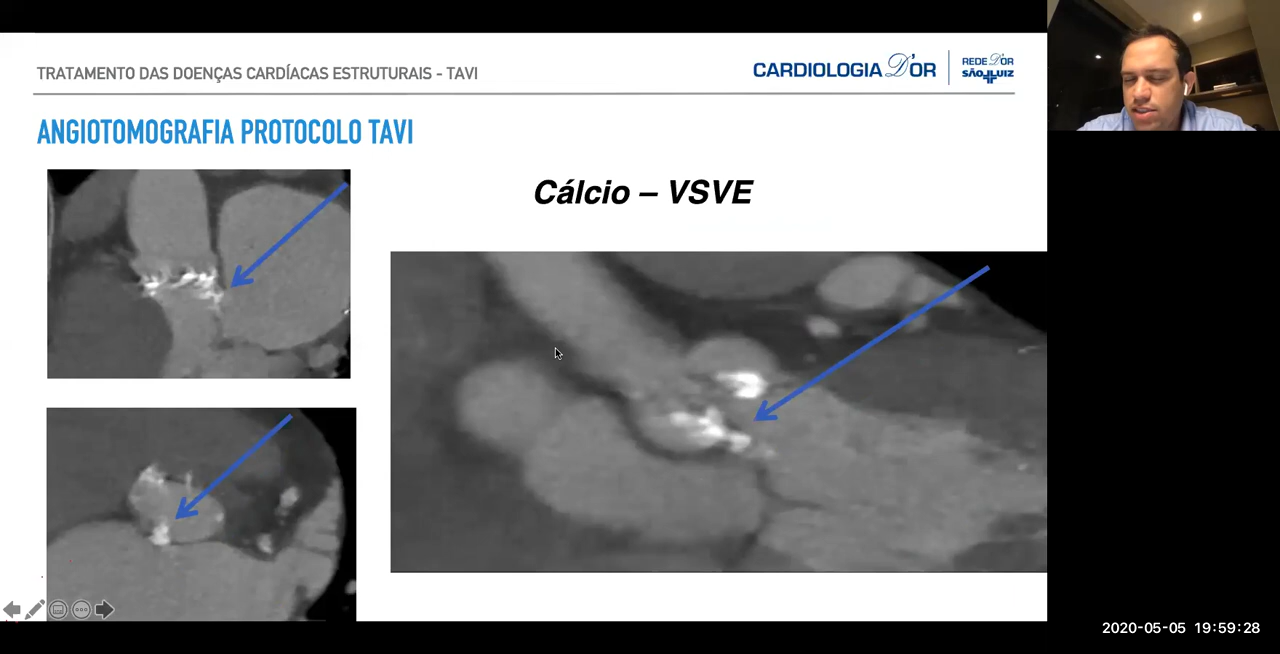 TRATAMENTO DAS DOENÇAS CARDÍACAS ESTRUTURAIS - TAVI
CARDIOLOGIA D'OR
REDE D'OR
SÃO LUIZ
ANGIOTOMOGRAFIA PROTOCOLO TAVI
Cálcio – VSVE
2020-05-05 19:59:28